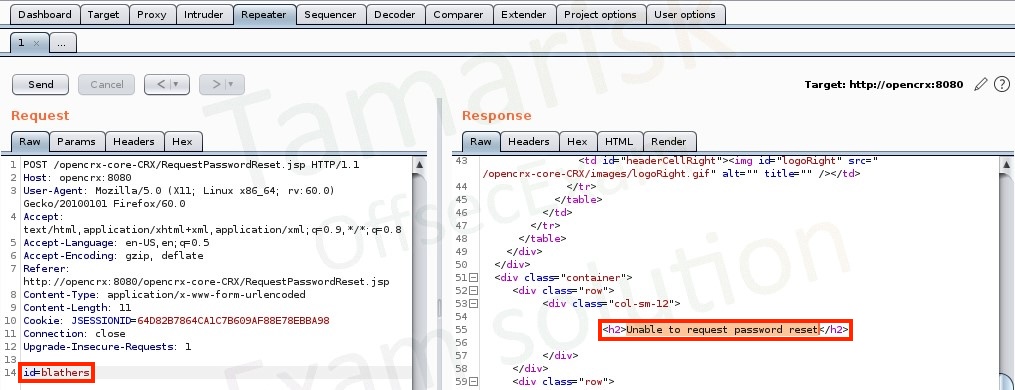 Dashboard Target Proxy Intruder Repeater Sequencer Decoder Comparer Extender Project options User options
1 × ...
Send Cancel < >
Target: http://opencrx:8080
Request
Raw Params Headers Hex
1 POST /opencrx-core-CRX/RequestPasswordReset.jsp HTTP/1.1
2 Host: opencrx:8080
3 User-Agent: Mozilla/5.0 (X11; Linux x86_64; rv:60.0)
Gecko/20100101 Firefox/60.0
4 Accept:
text/html,application/xhtml+xml,application/xml;q=0.9,*/*;q=0.8
5 Accept-Language: en-US,en;q=0.5
6 Accept-Encoding: gzip, deflate
7 Referer:
http://opencrx:8080/opencrx-core-CRX/RequestPasswordReset.jsp
8 Content-Type: application/x-www-form-urlencoded
9 Content-Length: 11
10 Cookie: JSESSIONID=64D82B7864CA1C7B609AF88E78EBBA98
11 Connection: close
12 Upgrade-Insecure-Requests: 1
13
14 id=blathers
Response
Raw Headers Hex HTML Render
43 <td id="headerCellRight"><img id="logoRight" src="
/opencrx-core-CRX/images/logoRight.gif" alt="" title="" /></td>
44 </tr>
45 </table>
46 </td>
47 </tr>
48 </table>
49 </div>
50 </div>
51 <div class="container">
52 <div class="row">
53 <div class="col-sm-12">
54
55 <h2>Unable to request password reset</h2>
56
57 </div>
58 </div>
59 <div class="row">
Tamarisk
Exam solution